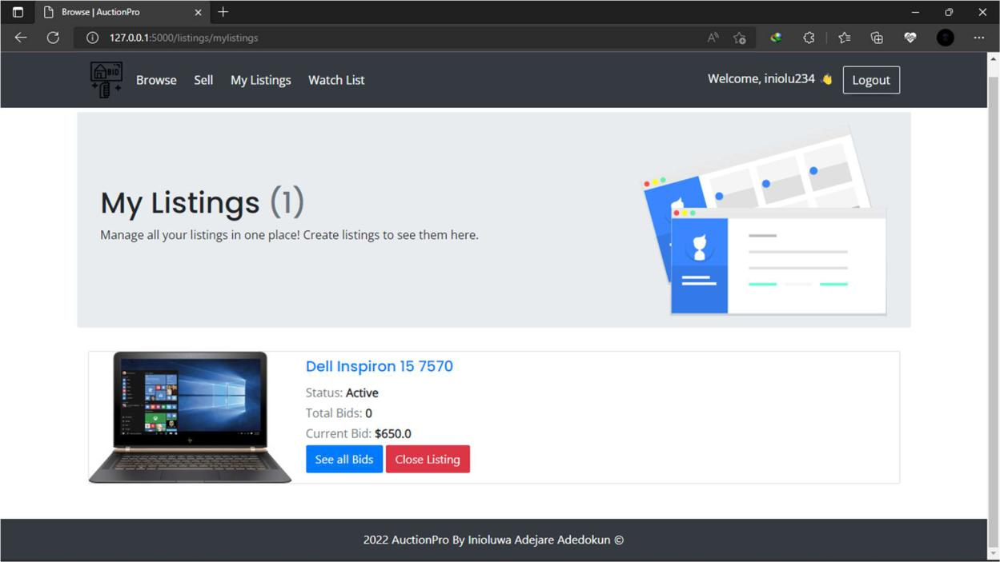 Browse | AuctionPro
127.0.0.1:5000/listings/mylistings
BID
Browse Sell My Listings Watch List
Welcome, iniolu234 👋 Logout
My Listings (1)
Manage all your listings in one place! Create listings to see them here.
Dell Inspiron 15 7570
Status: Active
Total Bids: 0
Current Bid: $650.0
See all Bids Close Listing
2022 AuctionPro By Inioluwa Adejare Adedokun ©